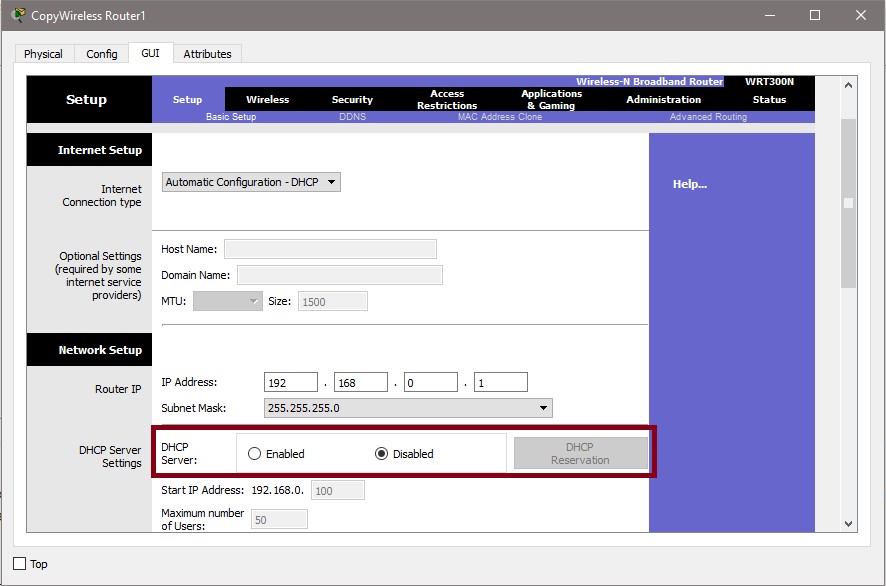 CopyWireless Router1
Physical Config GUI Attributes
Wireless-N Broadband Router WRT300N
Setup
Setup Wireless Security Access Restrictions Applications & Gaming Administration Status
Basic Setup DDNS MAC Address Clone Advanced Routing
Internet Setup
Help...
Internet
Connection type
Automatic Configuration - DHCP
Optional Settings
(required by some
internet service
providers)
Host Name:
Domain Name:
MTU: Size: 1500
Network Setup
Router IP
IP Address: 192 . 168 . 0 . 1
Subnet Mask: 255.255.255.0
DHCP Server
Settings
DHCP
Server:
Enabled Disabled
DHCP
Reservation
Start IP Address: 192.168.0. 100
Maximum number
of Users: 50
Top